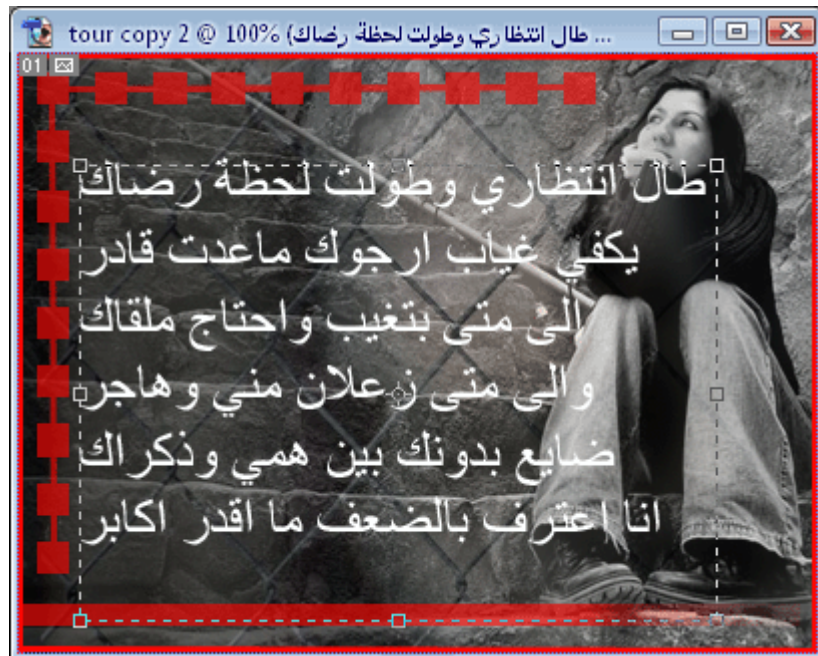 tour copy 2 @ 100% (طال انتظاري وطولت لحظة رضاك ...
01
طال انتظاري وطولت لحظة رضاك
يكفي غياب ارجوك ماعدت قادر
الى متى بتغيب واحتاج ملقاك
والى متى زعلان مني وهاجر
ضايع بدونك بين همي وذكراك
انا اعترف بالضعف ما اقدر اكابر